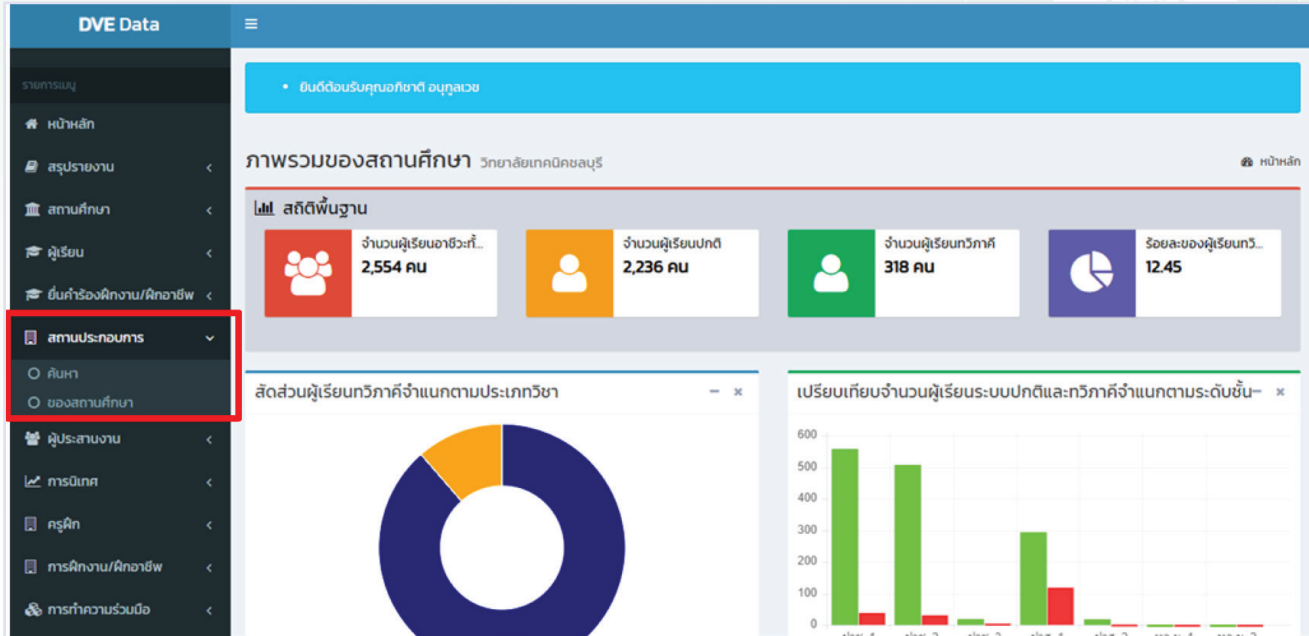 DVE Data
รายการเมนู
หน้าหลัก
สรุปรายงาน
สถานศึกษา
ผู้เรียน
ยื่นคำร้องฝึกงาน/ฝึกอาชีพ
สถานประกอบการ
ค้นหา
ของสถานศึกษา
ผู้ประสานงาน
การนิเทศ
ครูฝึก
การฝึกงาน/ฝึกอาชีพ
การทำความร่วมมือ
ยินดีต้อนรับคุณอภิชาติ อนุกูลเวช
ภาพรวมของสถานศึกษา วิทยาลัยเทคนิคชลบุรี
หน้าหลัก
สถิติพื้นฐาน
จำนวนผู้เรียนอาชีวะทั้...
2,554 คน
จำนวนผู้เรียนปกติ
2,236 คน
จำนวนผู้เรียนทวิภาคี
318 คน
ร้อยละของผู้เรียนทวิ...
12.45
สัดส่วนผู้เรียนทวิภาคีจำแนกตามประเภทวิชา
เปรียบเทียบจำนวนผู้เรียนระบบปกติและทวิภาคีจำแนกตามระดับชั้น
600
500
400
300
200
100
0